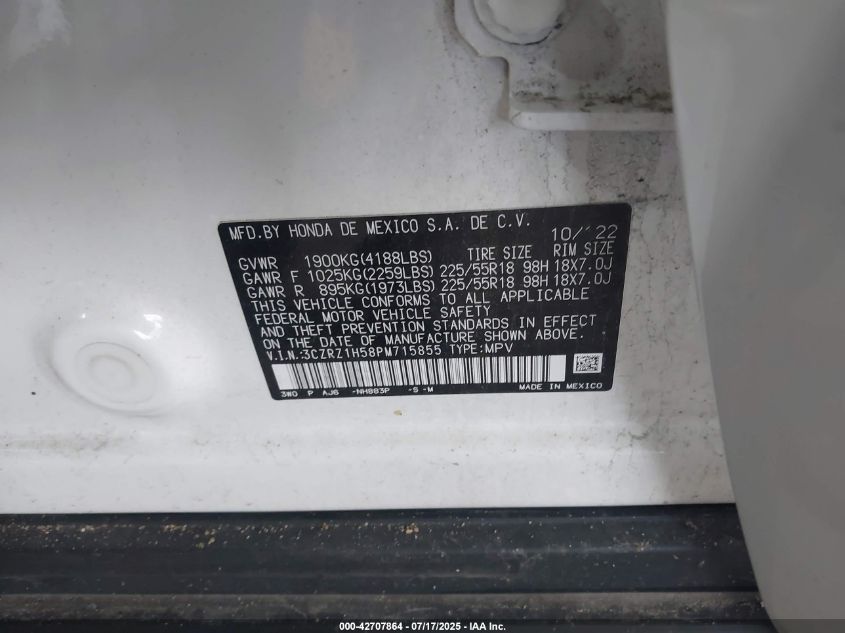 MFD.BY HONDA DE MEXICO S.A. DE C.V. 10/'22
GVWR 1900KG(4188LBS) TIRE SIZE RIM SIZE
GAWR F 1025KG(2259LBS) 225/55R18 98H 18X7.0J
GAWR R 895KG(1973LBS) 225/55R18 98H 18X7.0J
THIS VEHICLE CONFORMS TO ALL APPLICABLE
FEDERAL MOTOR VEHICLE SAFETY
AND THEFT PREVENTION STANDARDS IN EFFECT
ON THE DATE OF MANUFACTURE SHOWN ABOVE.
V.I.N:3CZRZ1H58PM715855 TYPE:MPV
3W0 P AJ6 -NH883P -S -M MADE IN MEXICO
000-42707864 - 07/17/2025 - IAA Inc.